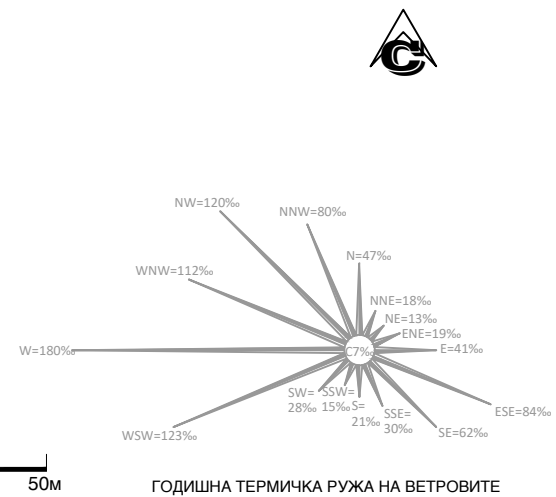 C
NW=120‰
NNW=80‰
N=47‰
WNW=112‰
NNE=18‰
NE=13‰
ENE=19‰
W=180‰
C7‰
E=41‰
SW=
28‰
SSW=
15‰
S=
21‰
SSE=
30‰
ESE=84‰
WSW=123‰
SE=62‰
50м
ГОДИШНА ТЕРМИЧКА РУЖА НА ВЕТРОВИТЕ